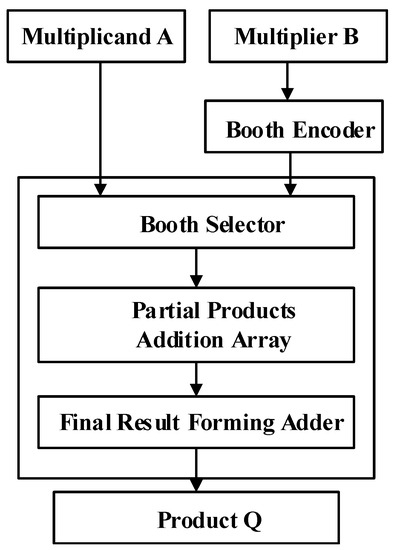 Multiplicand A
Multiplier B
Booth Encoder
Booth Selector
Partial Products
Addition Array
Final Result Forming Adder
Product Q